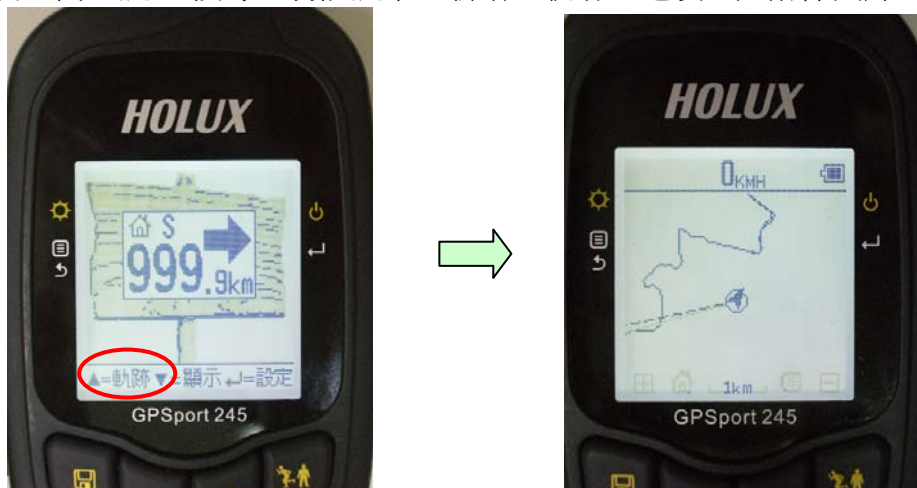 HOLUX
S
999.9km
▲=軌跡 ▼=顯示 ↵=設定
GPSport 245
HOLUX
0KMH
1km
GPSport 245